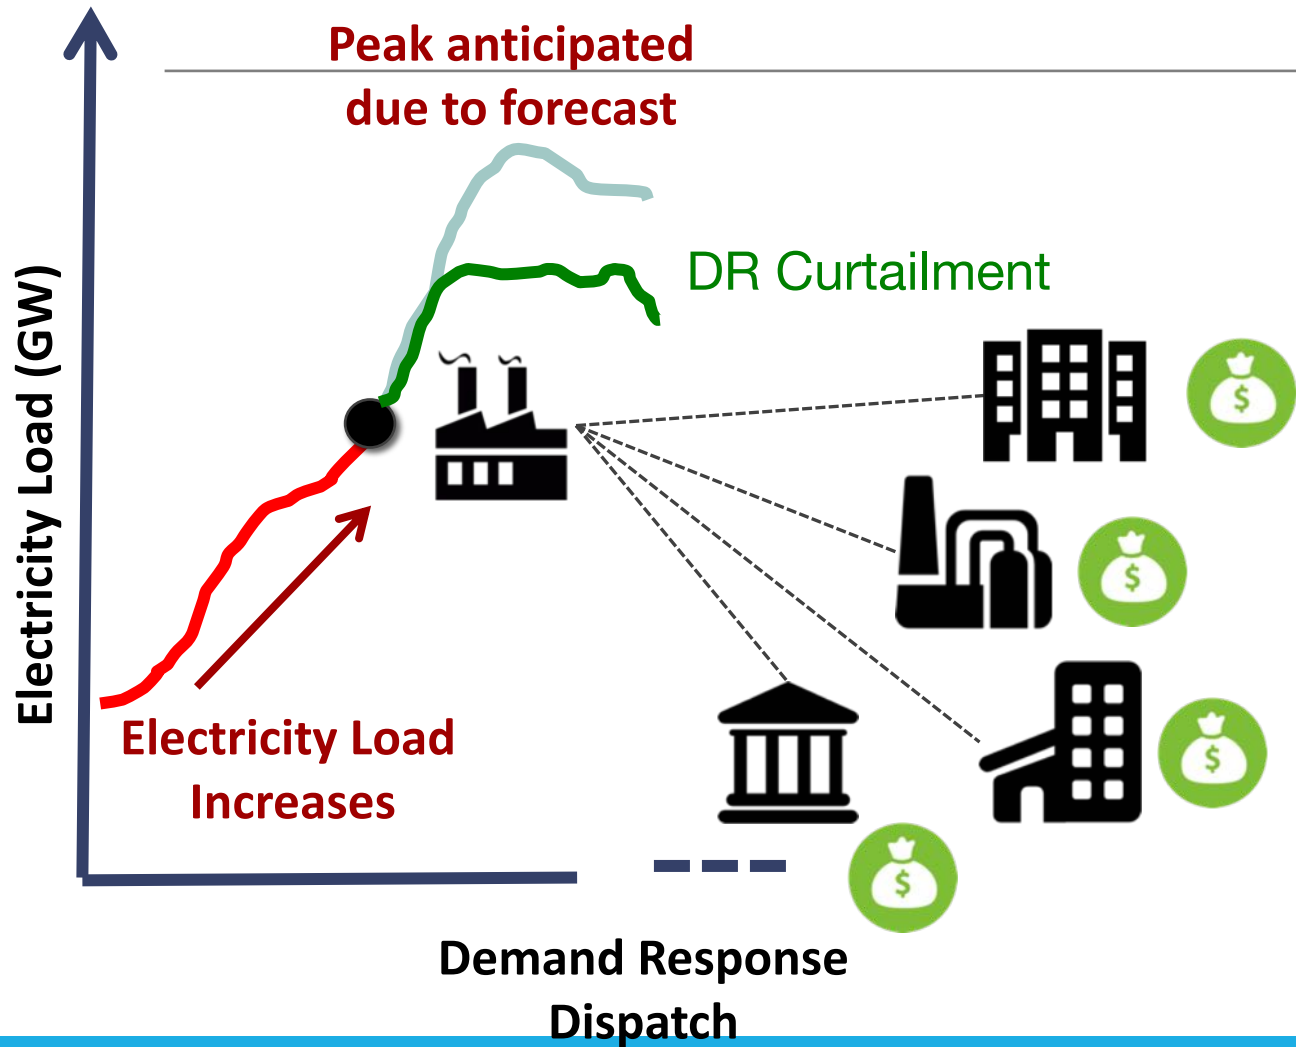 Peak anticipated
due to forecast
DR Curtailment
Electricity Load (GW)
$
$
$
$
Electricity Load
Increases
Demand Response
Dispatch